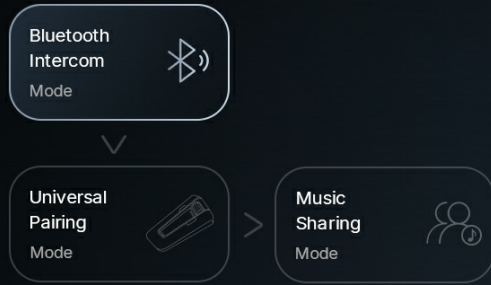 Bluetooth
Intercom
Mode
Universal
Pairing
Mode
Music
Sharing
Mode